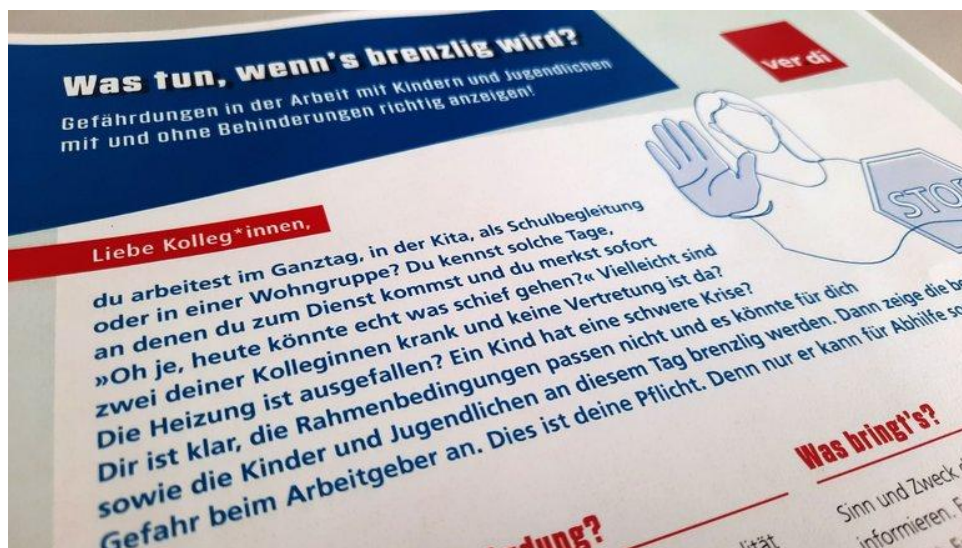 Was tun, wenn's brenzlig wird?
Gefährdungen in der Arbeit mit Kindern und Jugendlichen
mit und ohne Behinderungen richtig anzeigen!
ver di
STOP
Liebe Kolleg*innen,
du arbeitest im Ganztag, in der Kita, als Schulbegleitung
oder in einer Wohngruppe? Du kennst solche Tage,
an denen du zum Dienst kommst und du merkst sofort
»Oh je, heute könnte echt was schief gehen?« Vielleicht sind
zwei deiner Kolleginnen krank und keine Vertretung ist da?
Die Heizung ist ausgefallen? Ein Kind hat eine schwere Krise?
Dir ist klar, die Rahmenbedingungen passen nicht und es könnte für dich
sowie die Kinder und Jugendlichen an diesem Tag brenzlig werden. Dann zeige die
Gefahr beim Arbeitgeber an. Dies ist deine Pflicht. Denn nur er kann für Abhilfe
Was bringt's?
Sinn und Zweck
informieren.